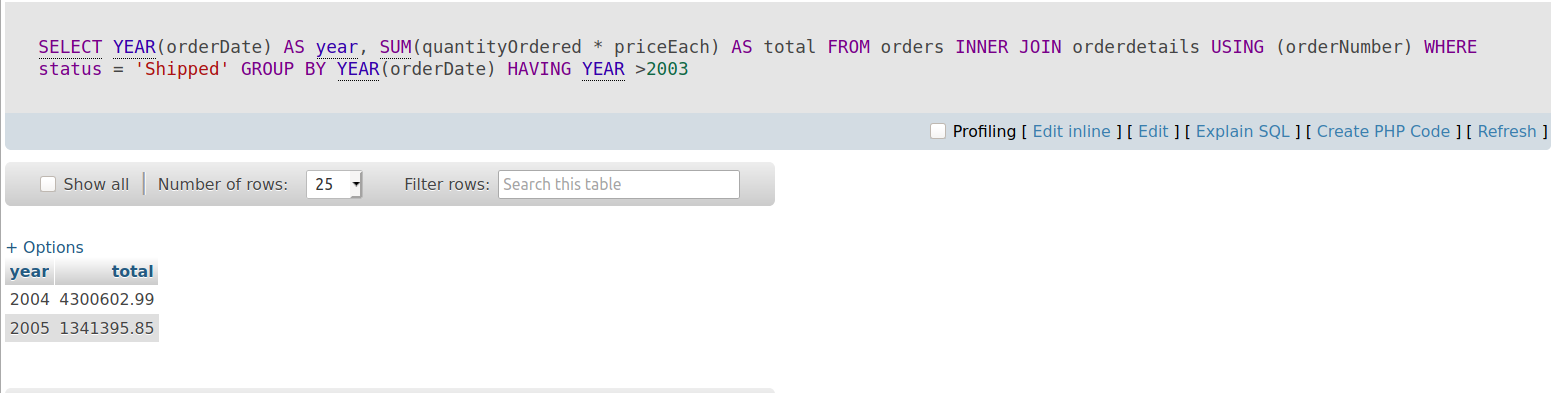 SELECT YEAR(orderDate) AS year, SUM(quantityOrdered * priceEach) AS total FROM orders INNER JOIN orderdetails USING (orderNumber) WHERE
status = 'Shipped' GROUP BY YEAR(orderDate) HAVING YEAR >2003
Profiling [ Edit inline ] [ Edit ] [ Explain SQL ] [ Create PHP Code ] [ Refresh ]
Show all Number of rows: 25 Filter rows: Search this table
+ Options
year total
2004 4300602.99
2005 1341395.85